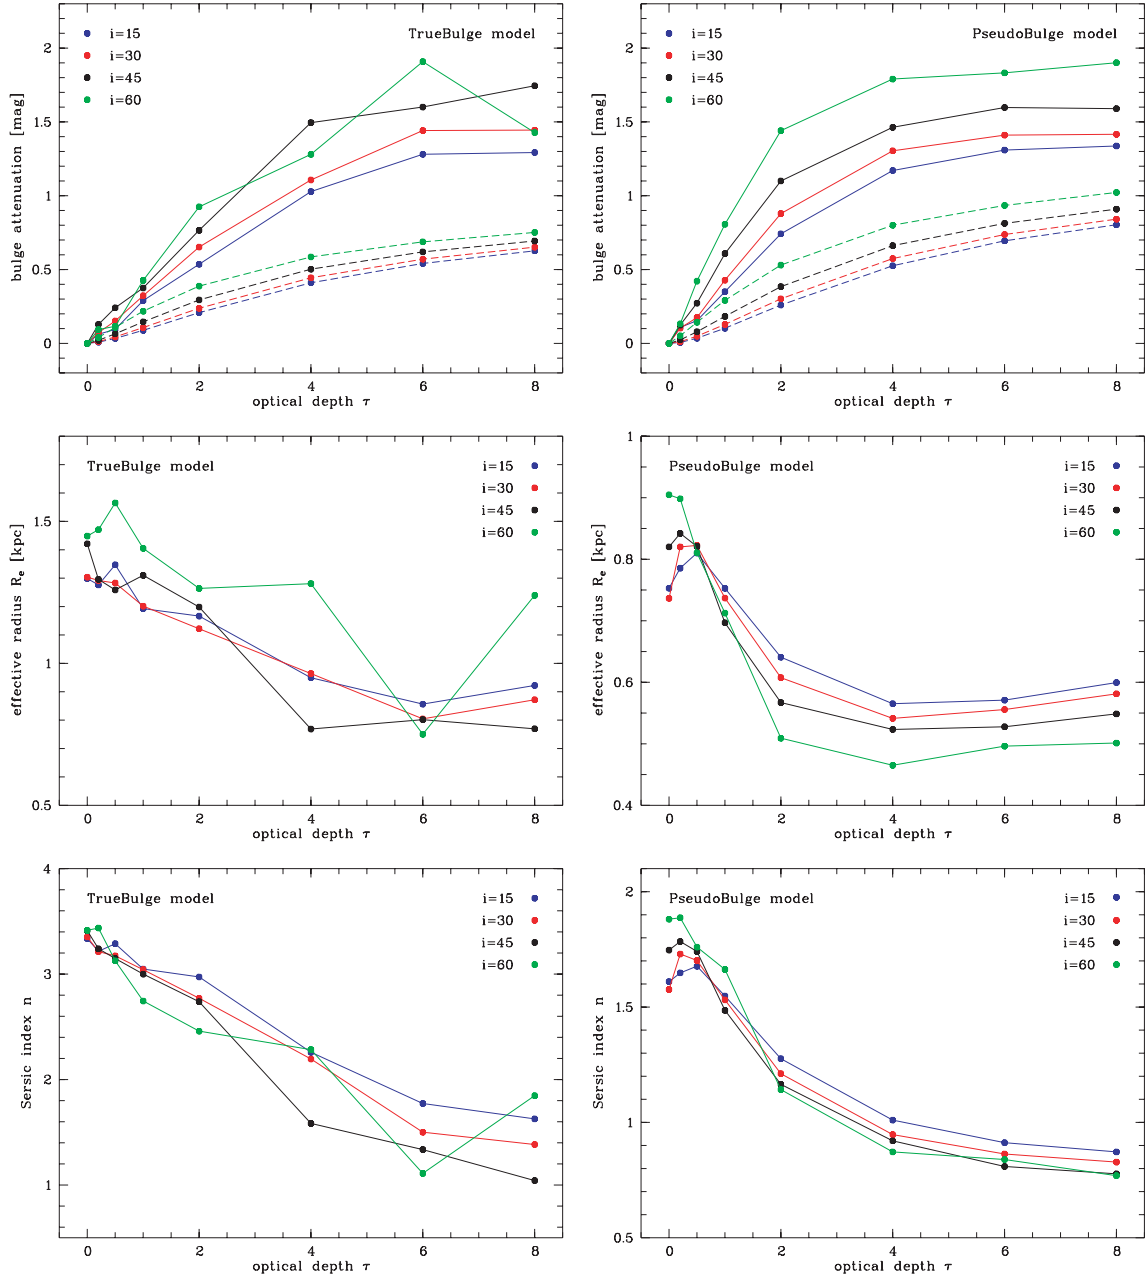 i=15 TrueBulge model
i=30
i=45
i=60
2
1.5
1
0.5
0
bulge attenuation [mag]
0 2 4 6 8
optical depth τ
i=15 PseudoBulge model
i=30
i=45
i=60
2
1.5
1
0.5
0
bulge attenuation [mag]
0 2 4 6 8
optical depth τ
TrueBulge model i=15
i=30
i=45
i=60
1.5
1
0.5
effective radius Re [kpc]
0 2 4 6 8
optical depth τ
PseudoBulge model i=15
i=30
i=45
i=60
1
0.8
0.6
0.4
effective radius Re [kpc]
0 2 4 6 8
optical depth τ
TrueBulge model i=15
i=30
i=45
i=60
4
3
2
1
Sersic index n
0 2 4 6 8
optical depth τ
PseudoBulge model i=15
i=30
i=45
i=60
2
1.5
1
0.5
Sersic index n
0 2 4 6 8
optical depth τ